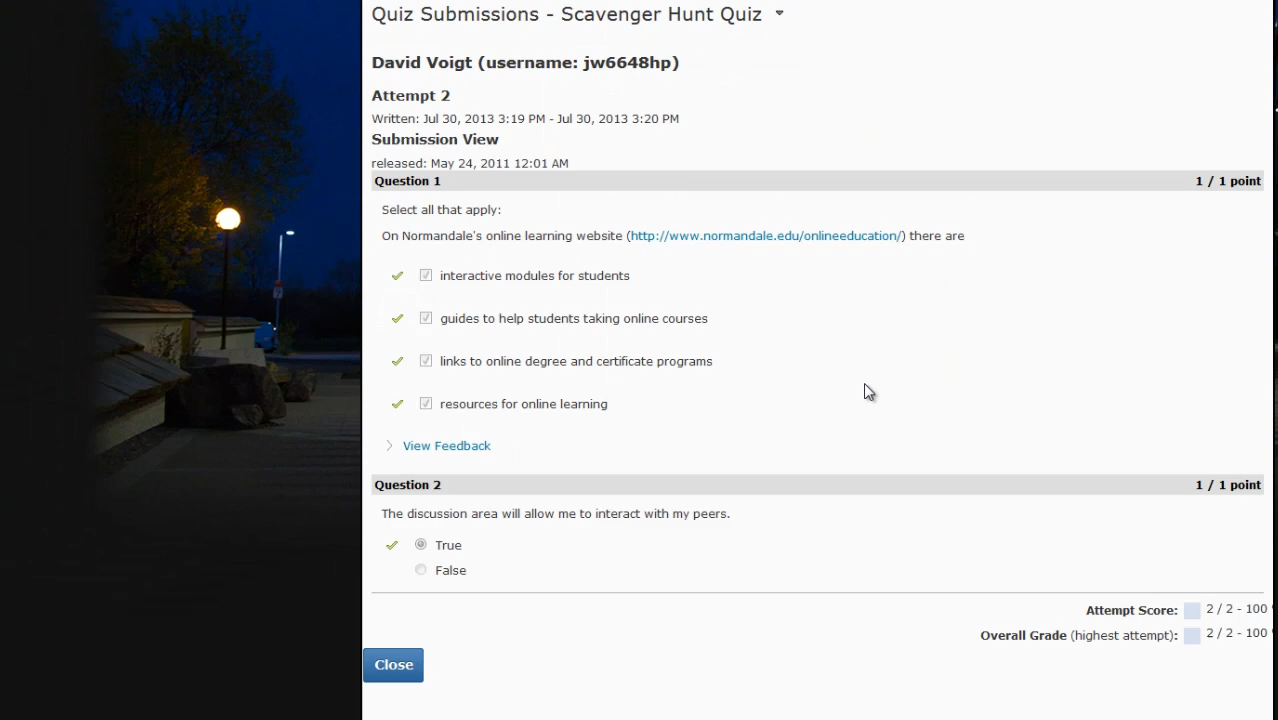 Quiz Submissions - Scavenger Hunt Quiz
David Voigt (username: jw6648hp)
Attempt 2
Written: Jul 30, 2013 3:19 PM - Jul 30, 2013 3:20 PM
Submission View
released: May 24, 2011 12:01 AM
Question 1 1 / 1 point
Select all that apply:
On Normandale's online learning website (http://www.normandale.edu/onlineeducation/) there are
interactive modules for students
guides to help students taking online courses
links to online degree and certificate programs
resources for online learning
View Feedback
Question 2 1 / 1 point
The discussion area will allow me to interact with my peers.
True
False
Attempt Score: 2 / 2 - 100
Overall Grade (highest attempt): 2 / 2 - 100
Close